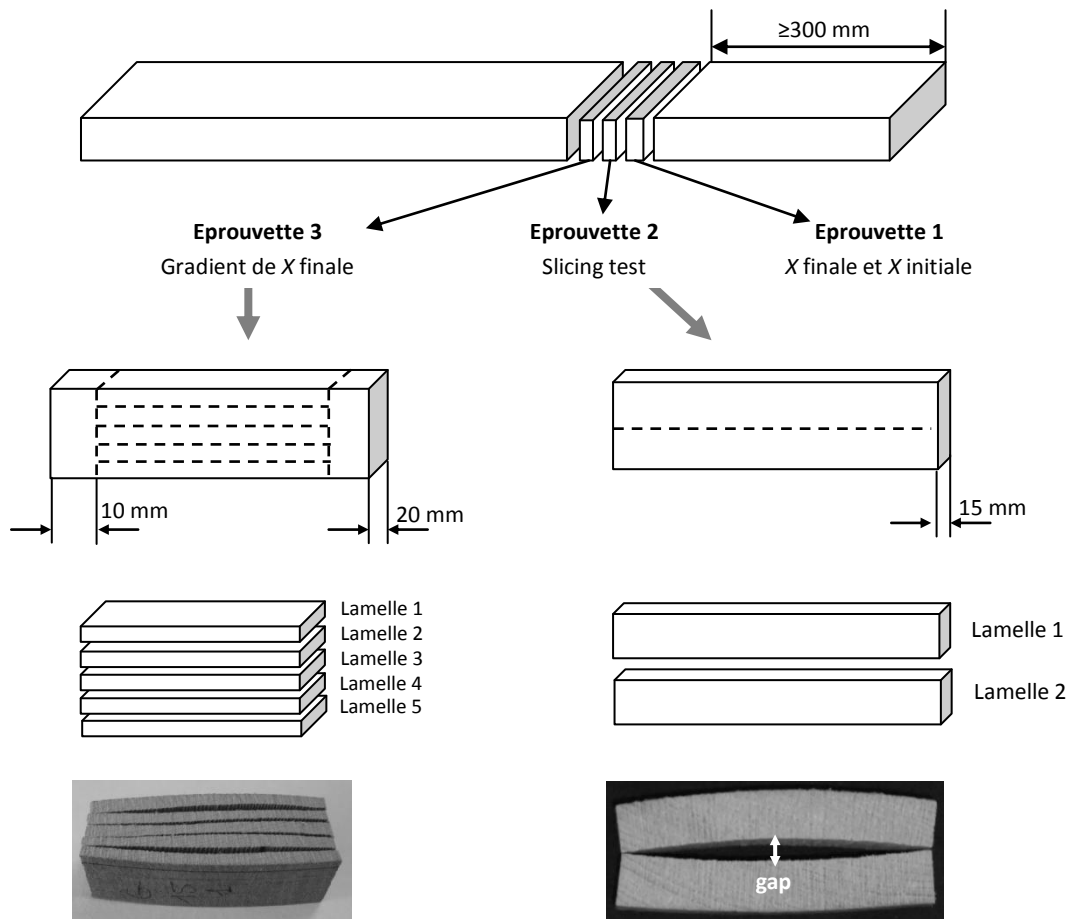 ≥300 mm
Eprouvette 3
Gradient de X finale
Eprouvette 2
Slicing test
Eprouvette 1
X finale et X initiale
10 mm
20 mm
15 mm
Lamelle 1
Lamelle 2
Lamelle 3
Lamelle 4
Lamelle 5
Lamelle 1
Lamelle 2
gap